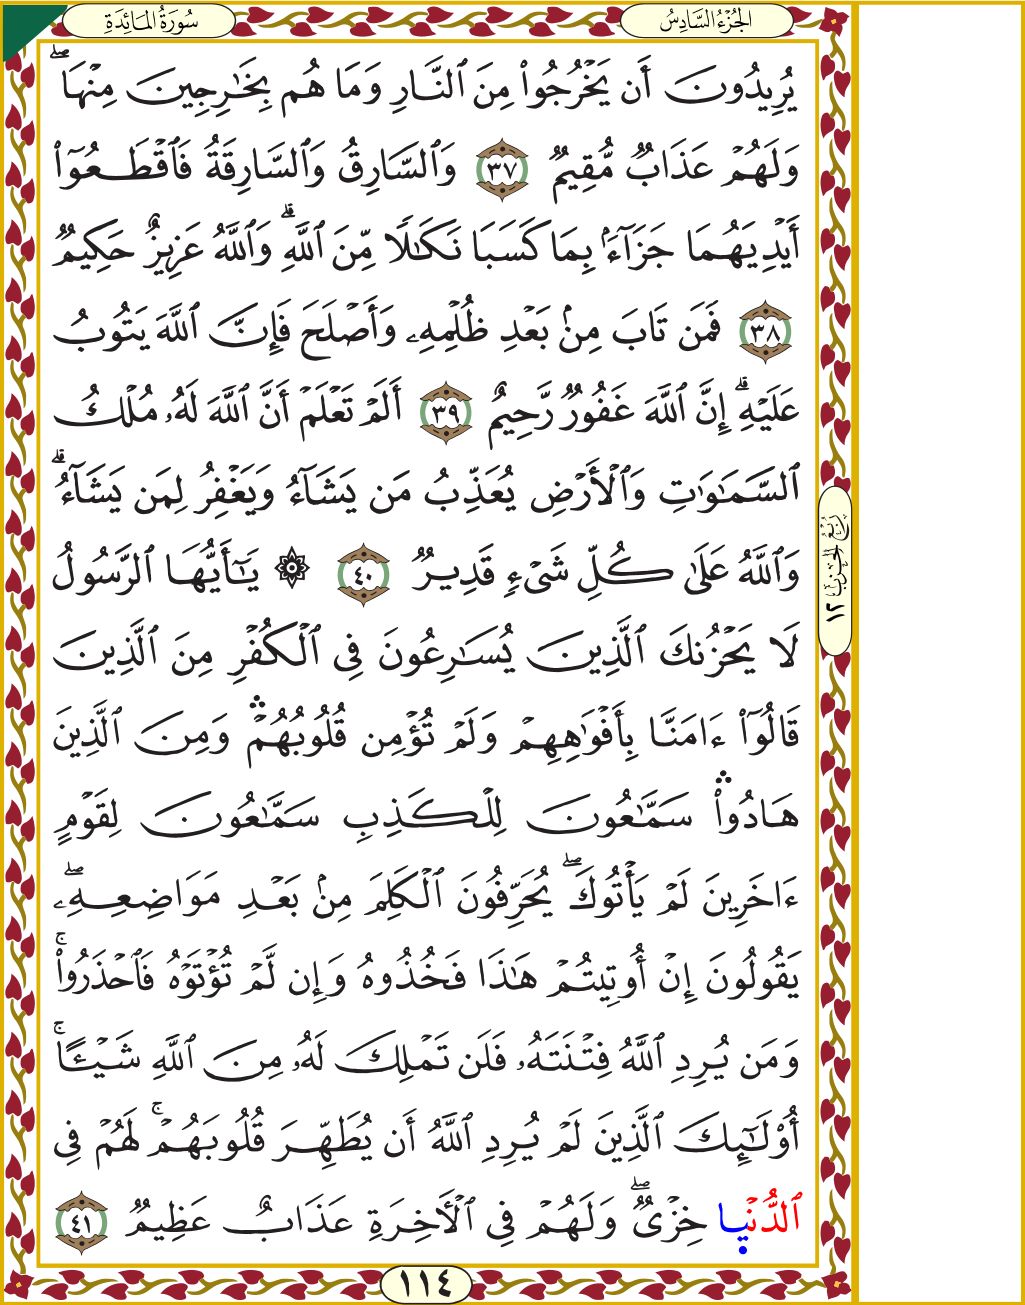 الجُزْءُ السَّادِسُ
سُورَةُ المَائِدَةِ
يُرِيدُونَ أَن يَخْرُجُوا۟ مِنَ ٱلنَّارِ وَمَا هُم بِخَـٰرِجِينَ مِنْهَاۖ
وَلَهُمْ عَذَابٌ مُّقِيمٌ ٣٧ وَٱلسَّارِقُ وَٱلسَّارِقَةُ فَٱقْطَعُوٓا۟
أَيْدِيَهُمَا جَزَآءَۢ بِمَا كَسَبَا نَكَـٰلًا مِّنَ ٱللَّهِۗ وَٱللَّهُ عَزِيزٌ حَكِيمٌ
٣٨ فَمَن تَابَ مِنۢ بَعْدِ ظُلْمِهِۦ وَأَصْلَحَ فَإِنَّ ٱللَّهَ يَتُوبُ
عَلَيْهِۗ إِنَّ ٱللَّهَ غَفُورٌ رَّحِيمٌ ٣٩ أَلَمْ تَعْلَمْ أَنَّ ٱللَّهَ لَهُۥ مُلْكُ
ٱلسَّمَـٰوَٰتِ وَٱلْأَرْضِ يُعَذِّبُ مَن يَشَآءُ وَيَغْفِرُ لِمَن يَشَآءُۗ
وَٱللَّهُ عَلَىٰ كُلِّ شَىْءٍ قَدِيرٌ ٤٠ ۞ يَـٰٓأَيُّهَا ٱلرَّسُولُ
لَا يَحْزُنكَ ٱلَّذِينَ يُسَـٰرِعُونَ فِى ٱلْكُفْرِ مِنَ ٱلَّذِينَ
قَالُوٓا۟ ءَامَنَّا بِأَفْوَٰهِهِمْ وَلَمْ تُؤْمِن قُلُوبُهُمْۛ وَمِنَ ٱلَّذِينَ
هَادُوا۟ۛ سَمَّـٰعُونَ لِلْكَذِبِ سَمَّـٰعُونَ لِقَوْمٍ
ءَاخَرِينَ لَمْ يَأْتُوكَۖ يُحَرِّفُونَ ٱلْكَلِمَ مِنۢ بَعْدِ مَوَاضِعِهِۦۖ
يَقُولُونَ إِنْ أُوتِيتُمْ هَـٰذَا فَخُذُوهُ وَإِن لَّمْ تُؤْتَوْهُ فَٱحْذَرُوا۟ۚ
وَمَن يُرِدِ ٱللَّهُ فِتْنَتَهُۥ فَلَن تَمْلِكَ لَهُۥ مِنَ ٱللَّهِ شَيْـًٔاۚ
أُو۟لَـٰٓئِكَ ٱلَّذِينَ لَمْ يُرِدِ ٱللَّهُ أَن يُطَهِّرَ قُلُوبَهُمْۚ لَهُمْ فِى
ٱلدُّنْيَا خِزْىٌۖ وَلَهُمْ فِى ٱلْـَٔاخِرَةِ عَذَابٌ عَظِيمٌ ٤١
رُبْعُ الحِزْبِ ١٢
١١٤